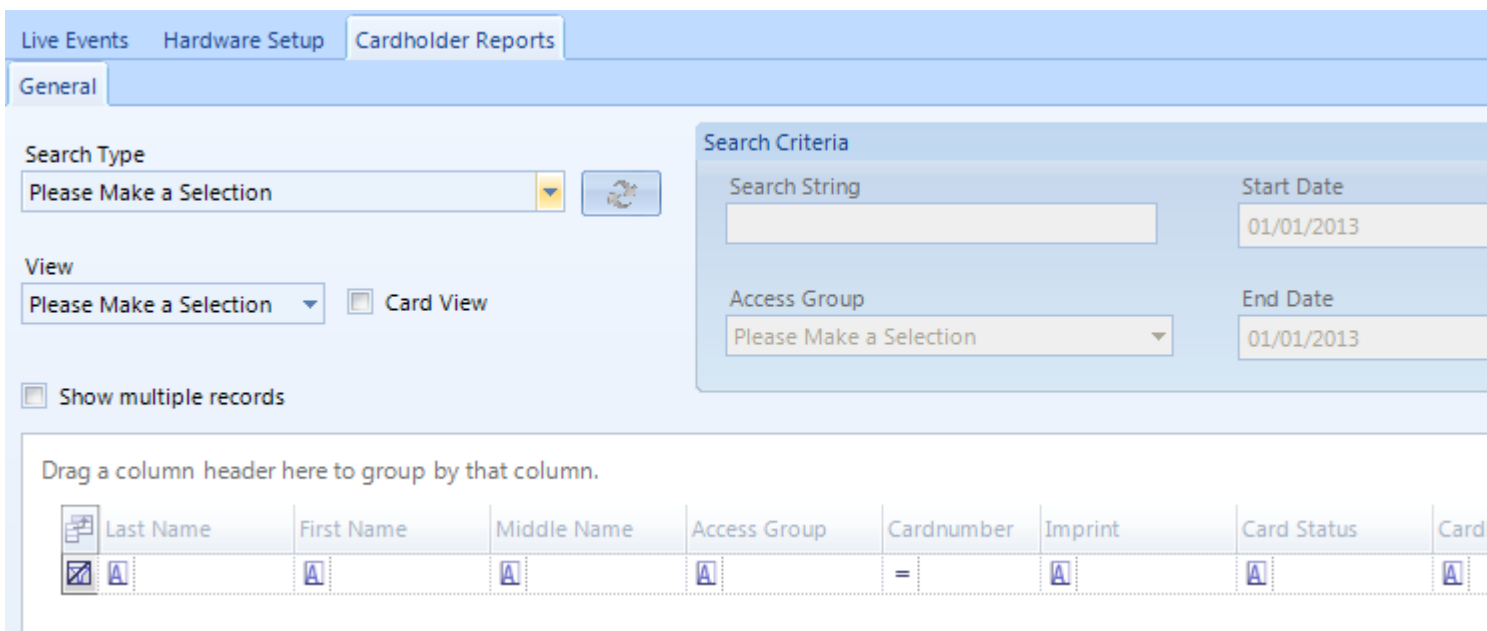 Live Events Hardware Setup Cardholder Reports
General
Search Type
Please Make a Selection
View
Please Make a Selection Card View
Show multiple records
Search Criteria
Search String Start Date
01/01/2013
Access Group End Date
Please Make a Selection 01/01/2013
Drag a column header here to group by that column.
Last Name First Name Middle Name Access Group Cardnumber Imprint Card Status Card
A A A A = A A A